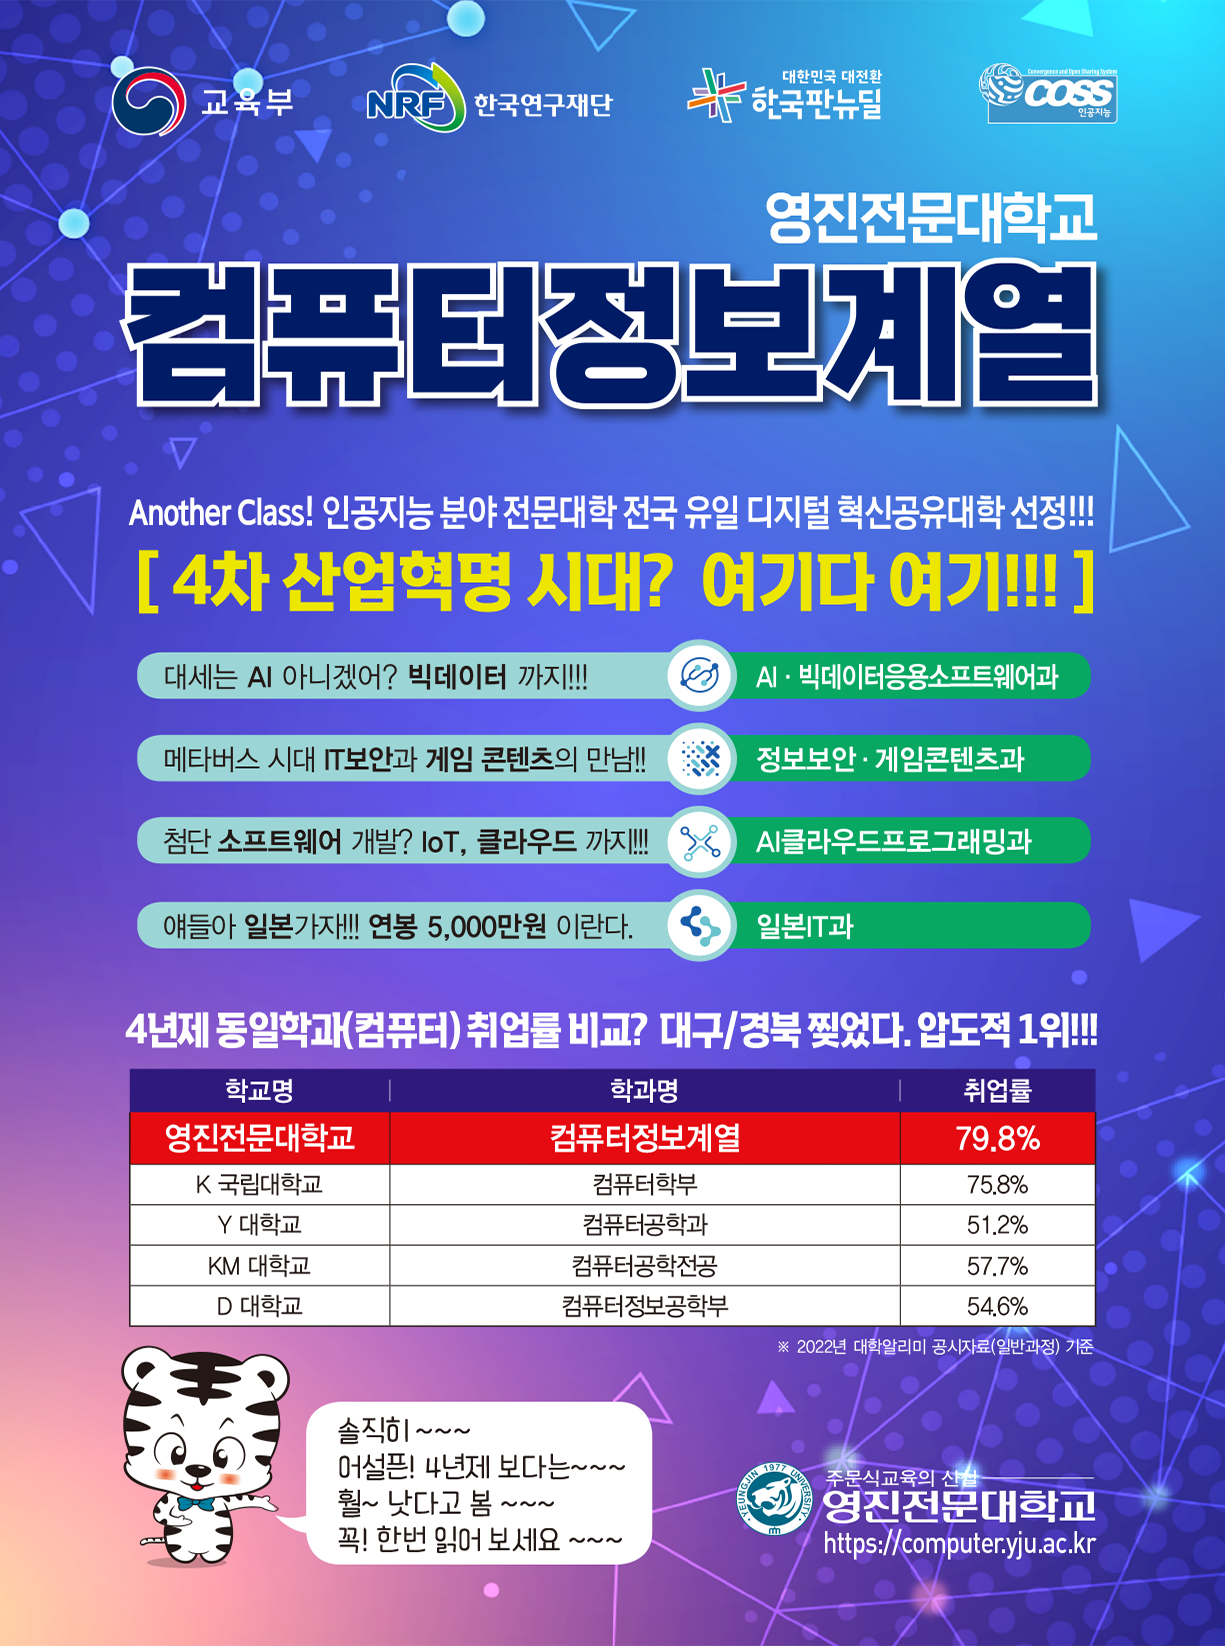 교육부
NRF 한국연구재단
대한민국 대전환
한국판뉴딜
Convergence and Open Sharing System
COSS
인공지능
영진전문대학교
컴퓨터정보계열
Another Class! 인공지능 분야 전문대학 전국 유일 디지털 혁신공유대학 선정!!!
[ 4차 산업혁명 시대? 여기다 여기!!! ]
대세는 AI 아니겠어? 빅데이터 까지!!! AI · 빅데이터응용소프트웨어과
메타버스 시대 IT보안과 게임 콘텐츠의 만남!! 정보보안 · 게임콘텐츠과
첨단 소프트웨어 개발? IoT, 클라우드 까지!!! AI클라우드프로그래밍과
얘들아 일본가자!!! 연봉 5,000만원 이란다. 일본IT과
4년제 동일학과(컴퓨터) 취업률 비교? 대구/경북 찢었다. 압도적 1위!!!
학교명 학과명 취업률
영진전문대학교 컴퓨터정보계열 79.8%
K 국립대학교 컴퓨터학부 75.8%
Y 대학교 컴퓨터공학과 51.2%
KM 대학교 컴퓨터공학전공 57.7%
D 대학교 컴퓨터정보공학부 54.6%
※ 2022년 대학알리미 공시자료(일반과정) 기준
솔직히 ~~~
어설픈! 4년제 보다는~~~
훨~ 낫다고 봄 ~~~
꼭! 한번 읽어 보세요 ~~~
YEUNGJIN 1977 UNIVERSITY
주문식교육의 산실
영진전문대학교
https://computer.yju.ac.kr